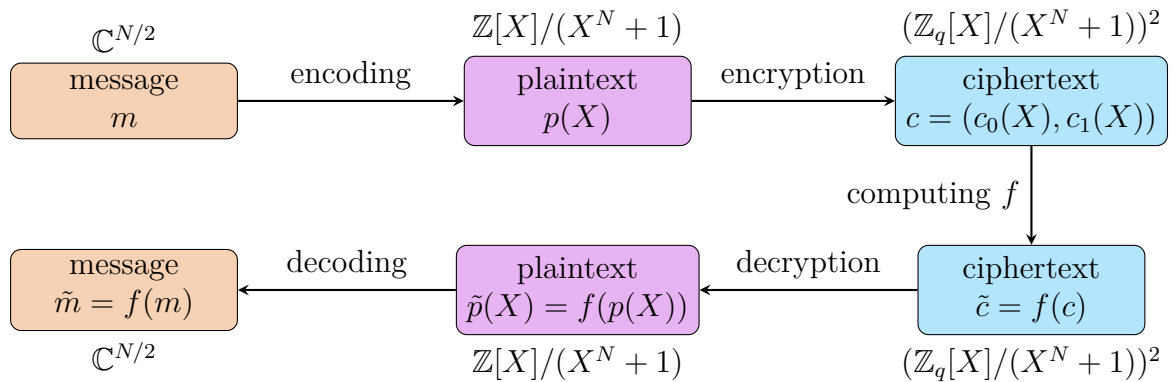 ℂ^{N/2}
ℤ[X]/(X^N + 1)
(ℤ_q[X]/(X^N + 1))^2
message
m
encoding
plaintext
p(X)
encryption
ciphertext
c = (c_0(X), c_1(X))
computing f
message
m̃ = f(m)
decoding
plaintext
p̃(X) = f(p(X))
decryption
ciphertext
c̃ = f(c)
ℂ^{N/2}
ℤ[X]/(X^N + 1)
(ℤ_q[X]/(X^N + 1))^2